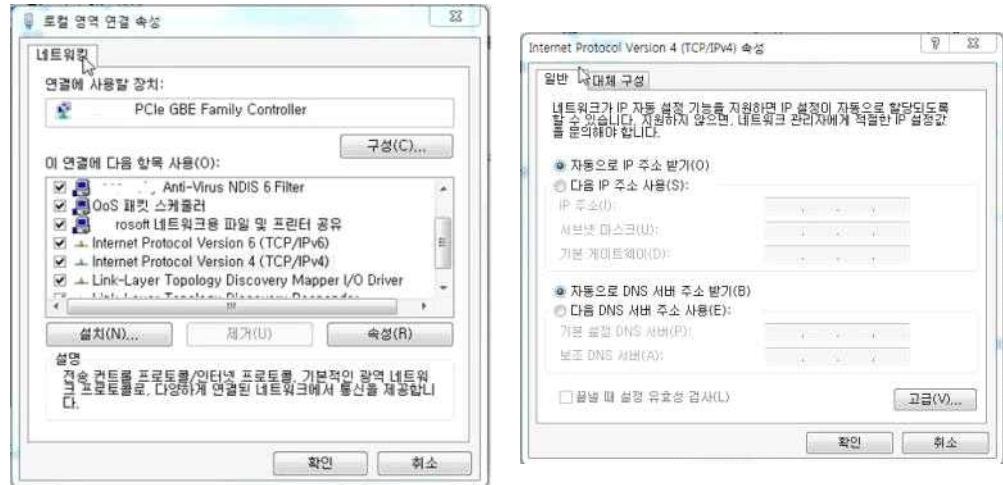 로컬 영역 연결 속성
네트워킹
연결에 사용할 장치:
PCIe GBE Family Controller
구성(C)...
이 연결에 다음 항목 사용(O):
Anti-Virus NDIS 6 Filter
QoS 패킷 스케줄러
rosoft 네트워크용 파일 및 프린터 공유
Internet Protocol Version 6 (TCP/IPv6)
Internet Protocol Version 4 (TCP/IPv4)
Link-Layer Topology Discovery Mapper I/O Driver
설치(N)...
제거(U)
속성(R)
설명
전송 컨트롤 프로토콜/인터넷 프로토콜. 기본적인 광역 네트워
크 프로토콜로, 다양하게 연결된 네트워크에서 통신을 제공합니
다.
확인
취소
Internet Protocol Version 4 (TCP/IPv4) 속성
일반
대체 구성
네트워크가 IP 자동 설정 기능을 지원하면 IP 설정이 자동으로 할당되도록
할 수 있습니다. 지원하지 않으면, 네트워크 관리자에게 적절한 IP 설정값
을 문의해야 합니다.
자동으로 IP 주소 받기(O)
다음 IP 주소 사용(S):
IP 주소(I):
서브넷 마스크(U):
기본 게이트웨이(D):
자동으로 DNS 서버 주소 받기(B)
다음 DNS 서버 주소 사용(E):
기본 설정 DNS 서버(P):
보조 DNS 서버(A):
끝낼 때 설정 유효성 검사(L)
고급(V)...
확인
취소